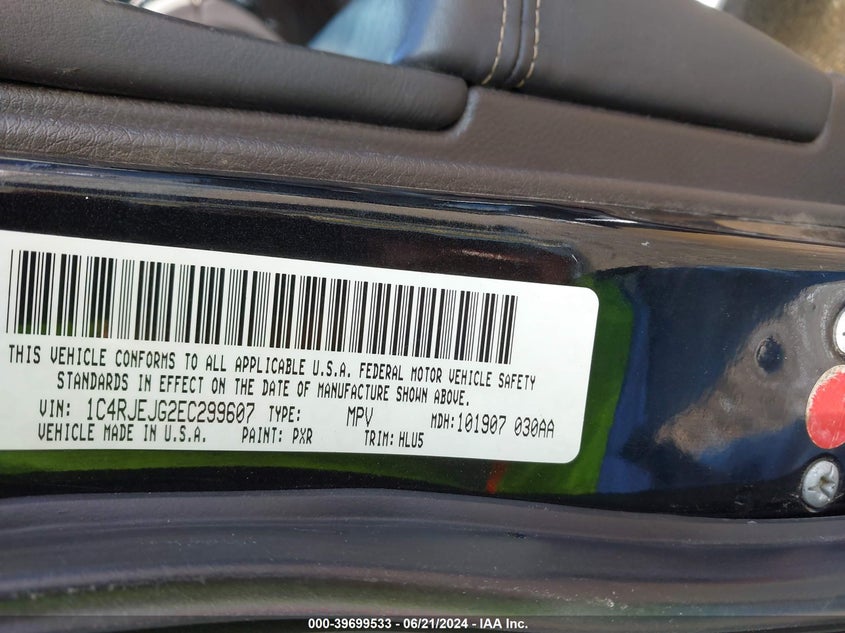 THIS VEHICLE CONFORMS TO ALL APPLICABLE U.S.A. FEDERAL MOTOR VEHICLE SAFETY
STANDARDS IN EFFECT ON THE DATE OF MANUFACTURE SHOWN ABOVE.
VIN: 1C4RJEJG2EC299607 TYPE: MPV MDH:101907 030AA
VEHICLE MADE IN U.S.A. PAINT: PXR TRIM: HLU5
000-39699533 - 06/21/2024 - IAA Inc.